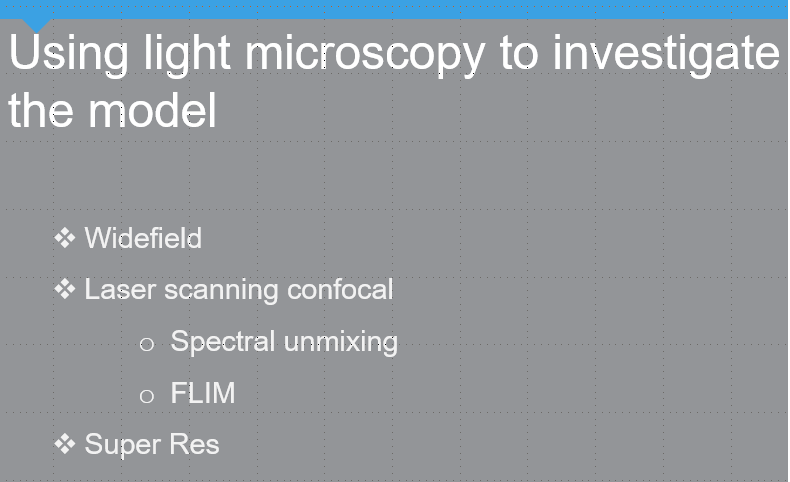 Using light microscopy to investigate
the model
❖ Widefield
❖ Laser scanning confocal
o Spectral unmixing
o FLIM
❖ Super Res